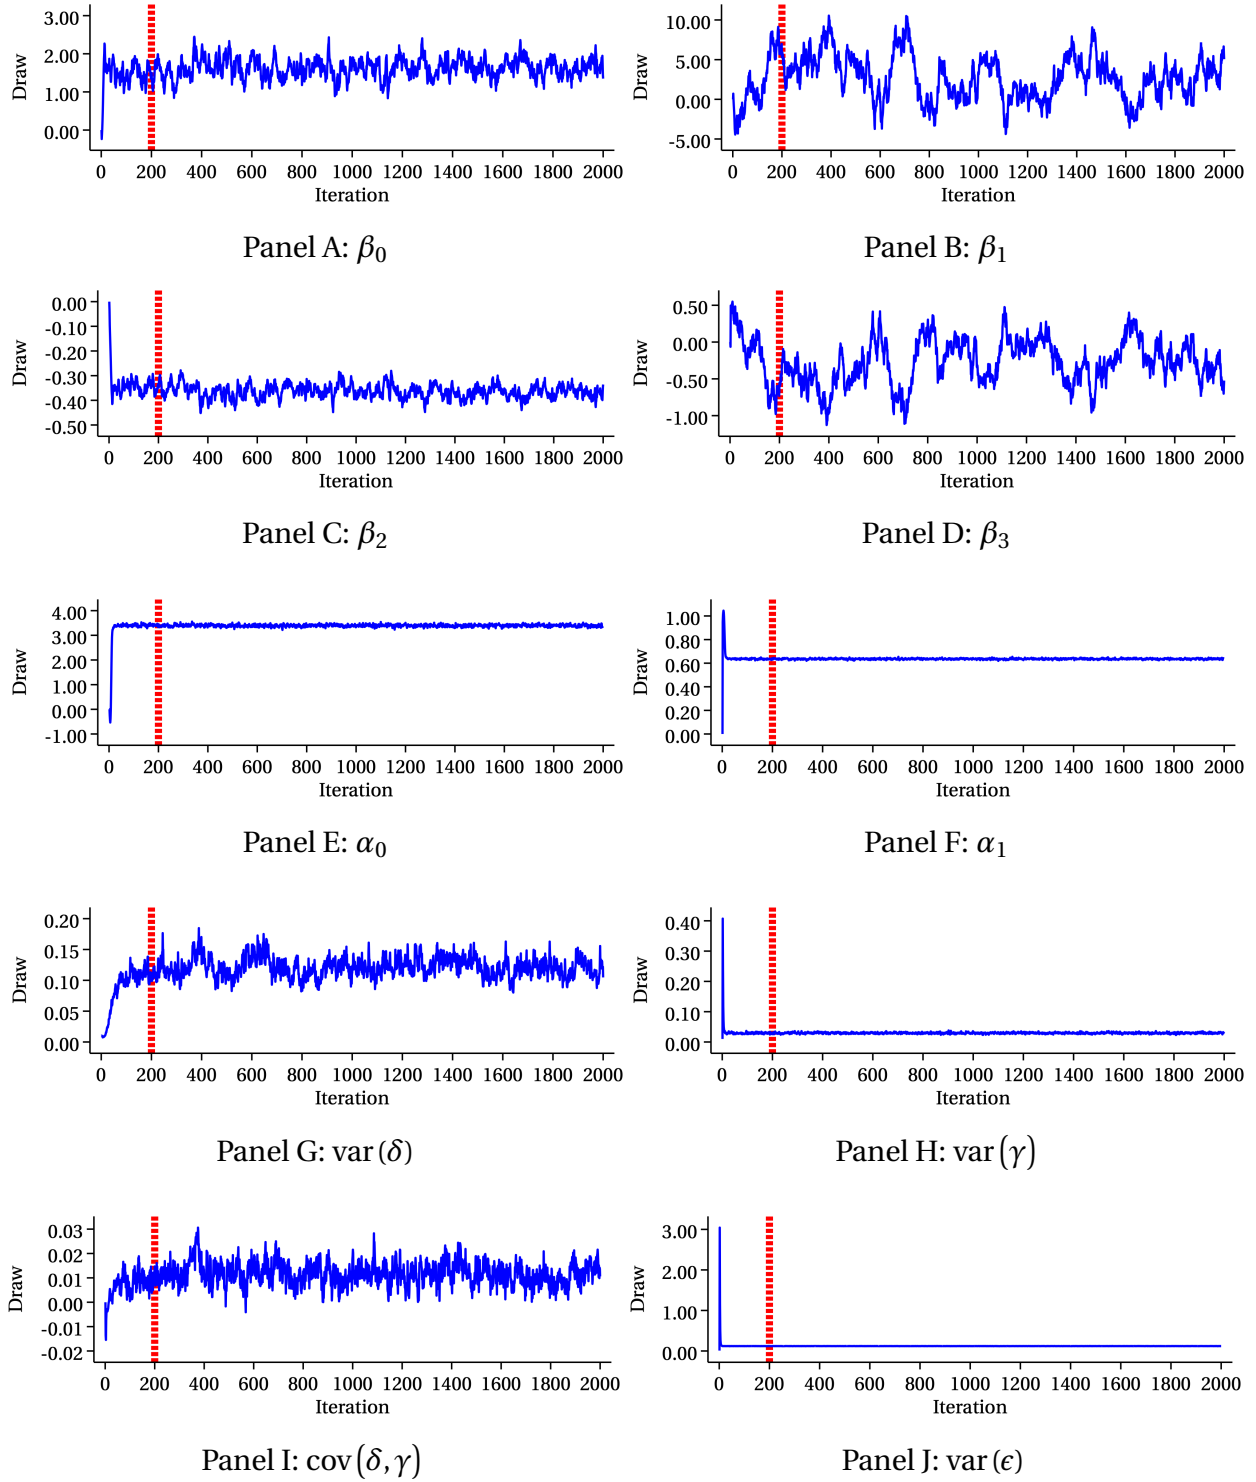 3.00
2.00
1.00
0.00
Draw
0 200 400 600 800 1000 1200 1400 1600 1800 2000
Iteration
Panel A: β₀
10.00
5.00
0.00
-5.00
Draw
0 200 400 600 800 1000 1200 1400 1600 1800 2000
Iteration
Panel B: β₁
0.00
-0.10
-0.20
-0.30
-0.40
-0.50
Draw
0 200 400 600 800 1000 1200 1400 1600 1800 2000
Iteration
Panel C: β₂
0.50
0.00
-0.50
-1.00
Draw
0 200 400 600 800 1000 1200 1400 1600 1800 2000
Iteration
Panel D: β₃
4.00
3.00
2.00
1.00
0.00
-1.00
Draw
0 200 400 600 800 1000 1200 1400 1600 1800 2000
Iteration
Panel E: α₀
1.00
0.80
0.60
0.40
0.20
0.00
Draw
0 200 400 600 800 1000 1200 1400 1600 1800 2000
Iteration
Panel F: α₁
0.20
0.15
0.10
0.05
0.00
Draw
0 200 400 600 800 1000 1200 1400 1600 1800 2000
Iteration
Panel G: var(δ)
0.40
0.30
0.20
0.10
0.00
Draw
0 200 400 600 800 1000 1200 1400 1600 1800 2000
Iteration
Panel H: var(γ)
0.03
0.02
0.01
0.00
-0.01
-0.02
Draw
0 200 400 600 800 1000 1200 1400 1600 1800 2000
Iteration
Panel I: cov(δ,γ)
3.00
2.00
1.00
0.00
Draw
0 200 400 600 800 1000 1200 1400 1600 1800 2000
Iteration
Panel J: var(ϵ)